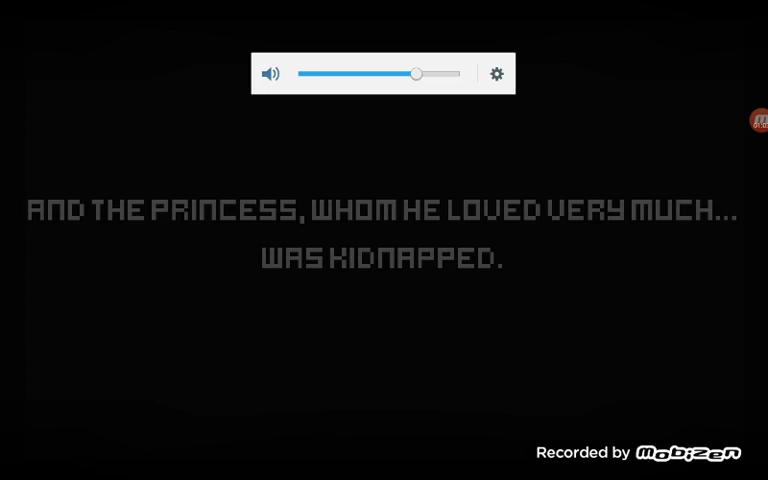 AND THE PRINCESS, WHOM HE LOVED VERY MUCH...
WAS KIDNAPPED.
Recorded by mobizen